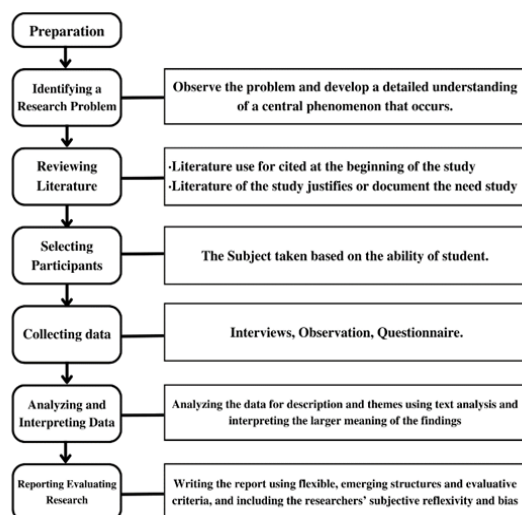 Preparation
Identifying a
Research Problem
Observe the problem and develop a detailed understanding
of a central phenomenon that occurs.
Reviewing
Literature
·Literature use for cited at the beginning of the study
·Literature of the study justifies or document the need study
Selecting
Participants
The Subject taken based on the ability of student.
Collecting data
Interviews, Observation, Questionnaire.
Analyzing and
Interpreting Data
Analyzing the data for description and themes using text analysis and
interpreting the larger meaning of the findings
Reporting Evaluating
Research
Writing the report using flexible, emerging structures and evaluative
criteria, and including the researchers' subjective reflexivity and bias